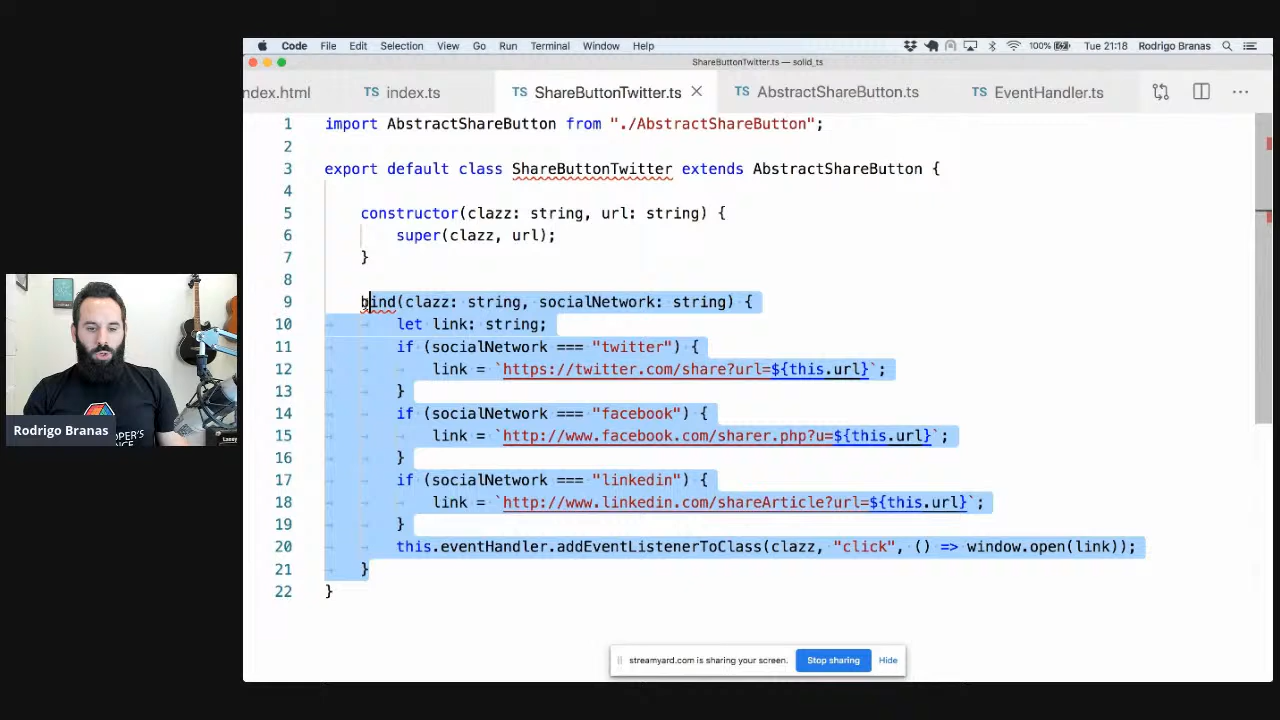 Code File Edit Selection View Go Run Terminal Window Help 100% Tue 21:18 Rodrigo Branas
ShareButtonTwitter.ts — solid_ts
ndex.html TS index.ts TS ShareButtonTwitter.ts TS AbstractShareButton.ts TS EventHandler.ts
1 import AbstractShareButton from "./AbstractShareButton";
2
3 export default class ShareButtonTwitter extends AbstractShareButton {
4
5 constructor(clazz: string, url: string) {
6 super(clazz, url);
7 }
8
9 bind(clazz: string, socialNetwork: string) {
10 let link: string;
11 if (socialNetwork === "twitter") {
12 link = `https://twitter.com/share?url=${this.url}`;
13 }
14 if (socialNetwork === "facebook") {
15 link = `http://www.facebook.com/sharer.php?u=${this.url}`;
16 }
17 if (socialNetwork === "linkedin") {
18 link = `http://www.linkedin.com/shareArticle?url=${this.url}`;
19 }
20 this.eventHandler.addEventListenerToClass(clazz, "click", () => window.open(link));
21 }
22 }
Rodrigo Branas
streamyard.com is sharing your screen. Stop sharing Hide